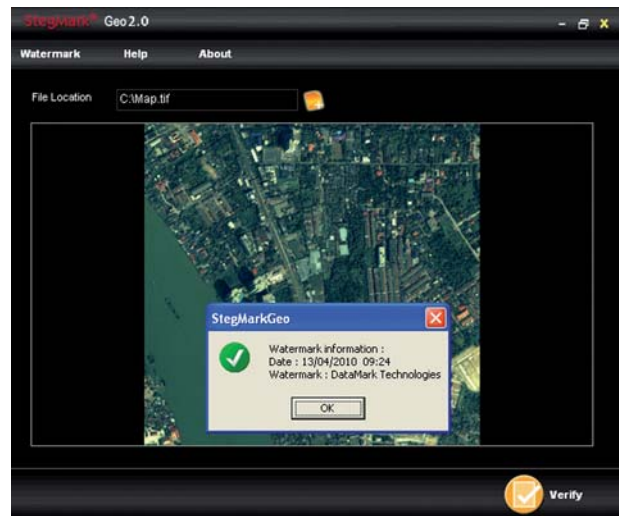 StegMark® Geo2.0
Watermark Help About
File Location C:\Map.tif
StegMarkGeo
Watermark information :
Date : 13/04/2010 09:24
Watermark : DataMark Technologies
OK
Verify